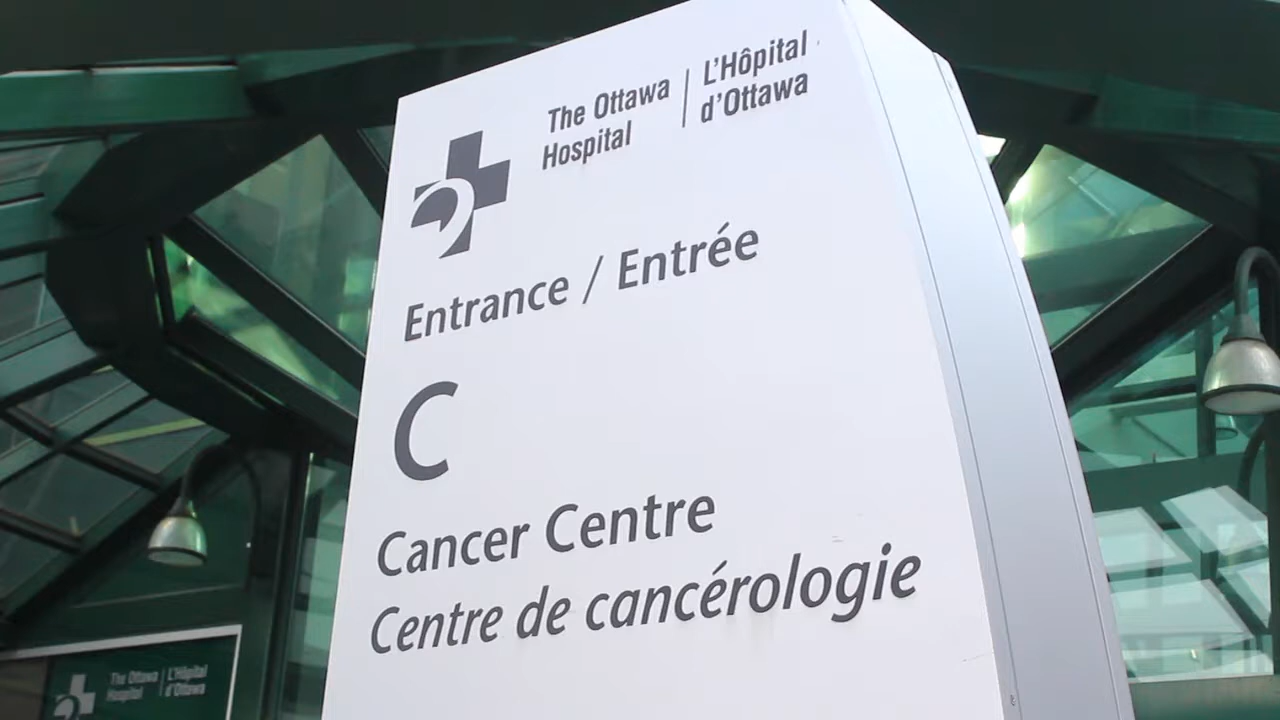 The Ottawa
Hospital
L'Hôpital
d'Ottawa
Entrance / Entrée
C
Cancer Centre
Centre de cancérologie
The Ottawa
Hospital
L'Hôpital
d'Ottawa